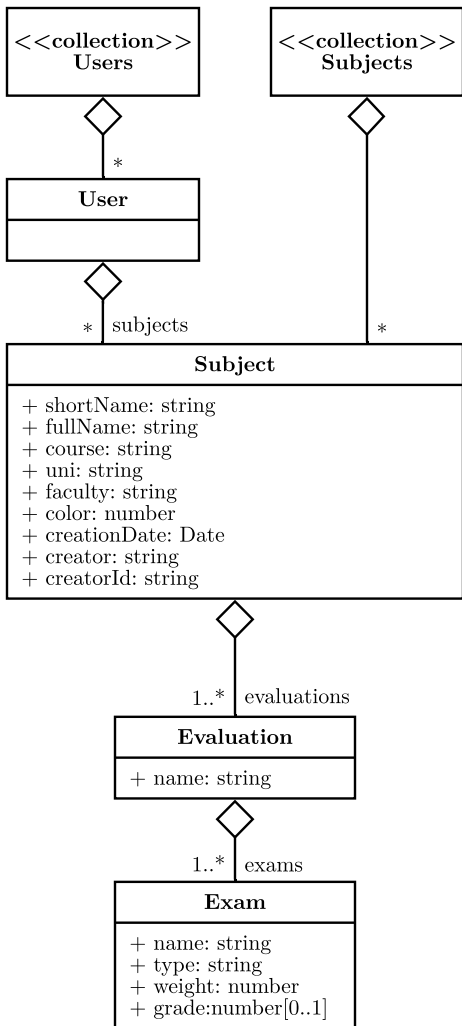 <<collection>>
Users
<<collection>>
Subjects
*
User
* subjects
*
Subject
+ shortName: string
+ fullName: string
+ course: string
+ uni: string
+ faculty: string
+ color: number
+ creationDate: Date
+ creator: string
+ creatorId: string
1..* evaluations
Evaluation
+ name: string
1..* exams
Exam
+ name: string
+ type: string
+ weight: number
+ grade:number[0..1]